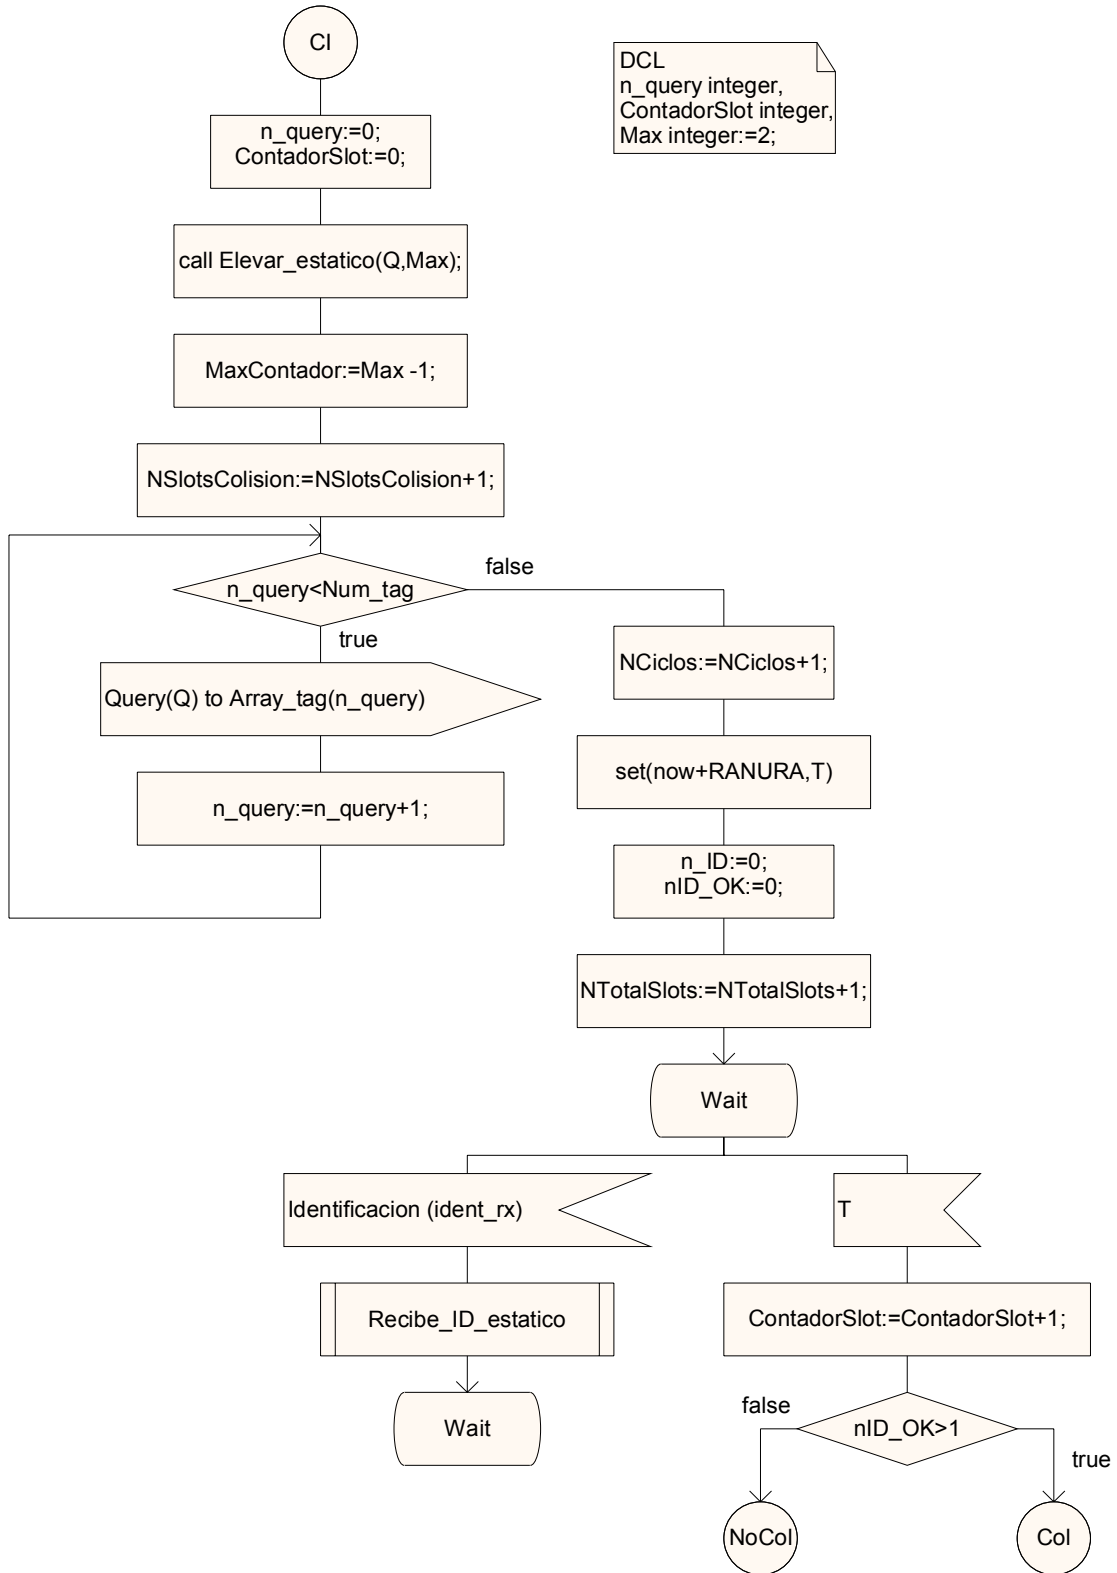 CI
DCL
n_query integer,
ContadorSlot integer,
Max integer:=2;
n_query:=0;
ContadorSlot:=0;
call Elevar_estatico(Q,Max);
MaxContador:=Max -1;
NSlotsColision:=NSlotsColision+1;
n_query<Num_tag
false
true
Query(Q) to Array_tag(n_query)
n_query:=n_query+1;
NCiclos:=NCiclos+1;
set(now+RANURA,T)
n_ID:=0;
nID_OK:=0;
NTotalSlots:=NTotalSlots+1;
Wait
Identificacion (ident_rx)
T
Recibe_ID_estatico
ContadorSlot:=ContadorSlot+1;
Wait
false
nID_OK>1
true
NoCol
Col